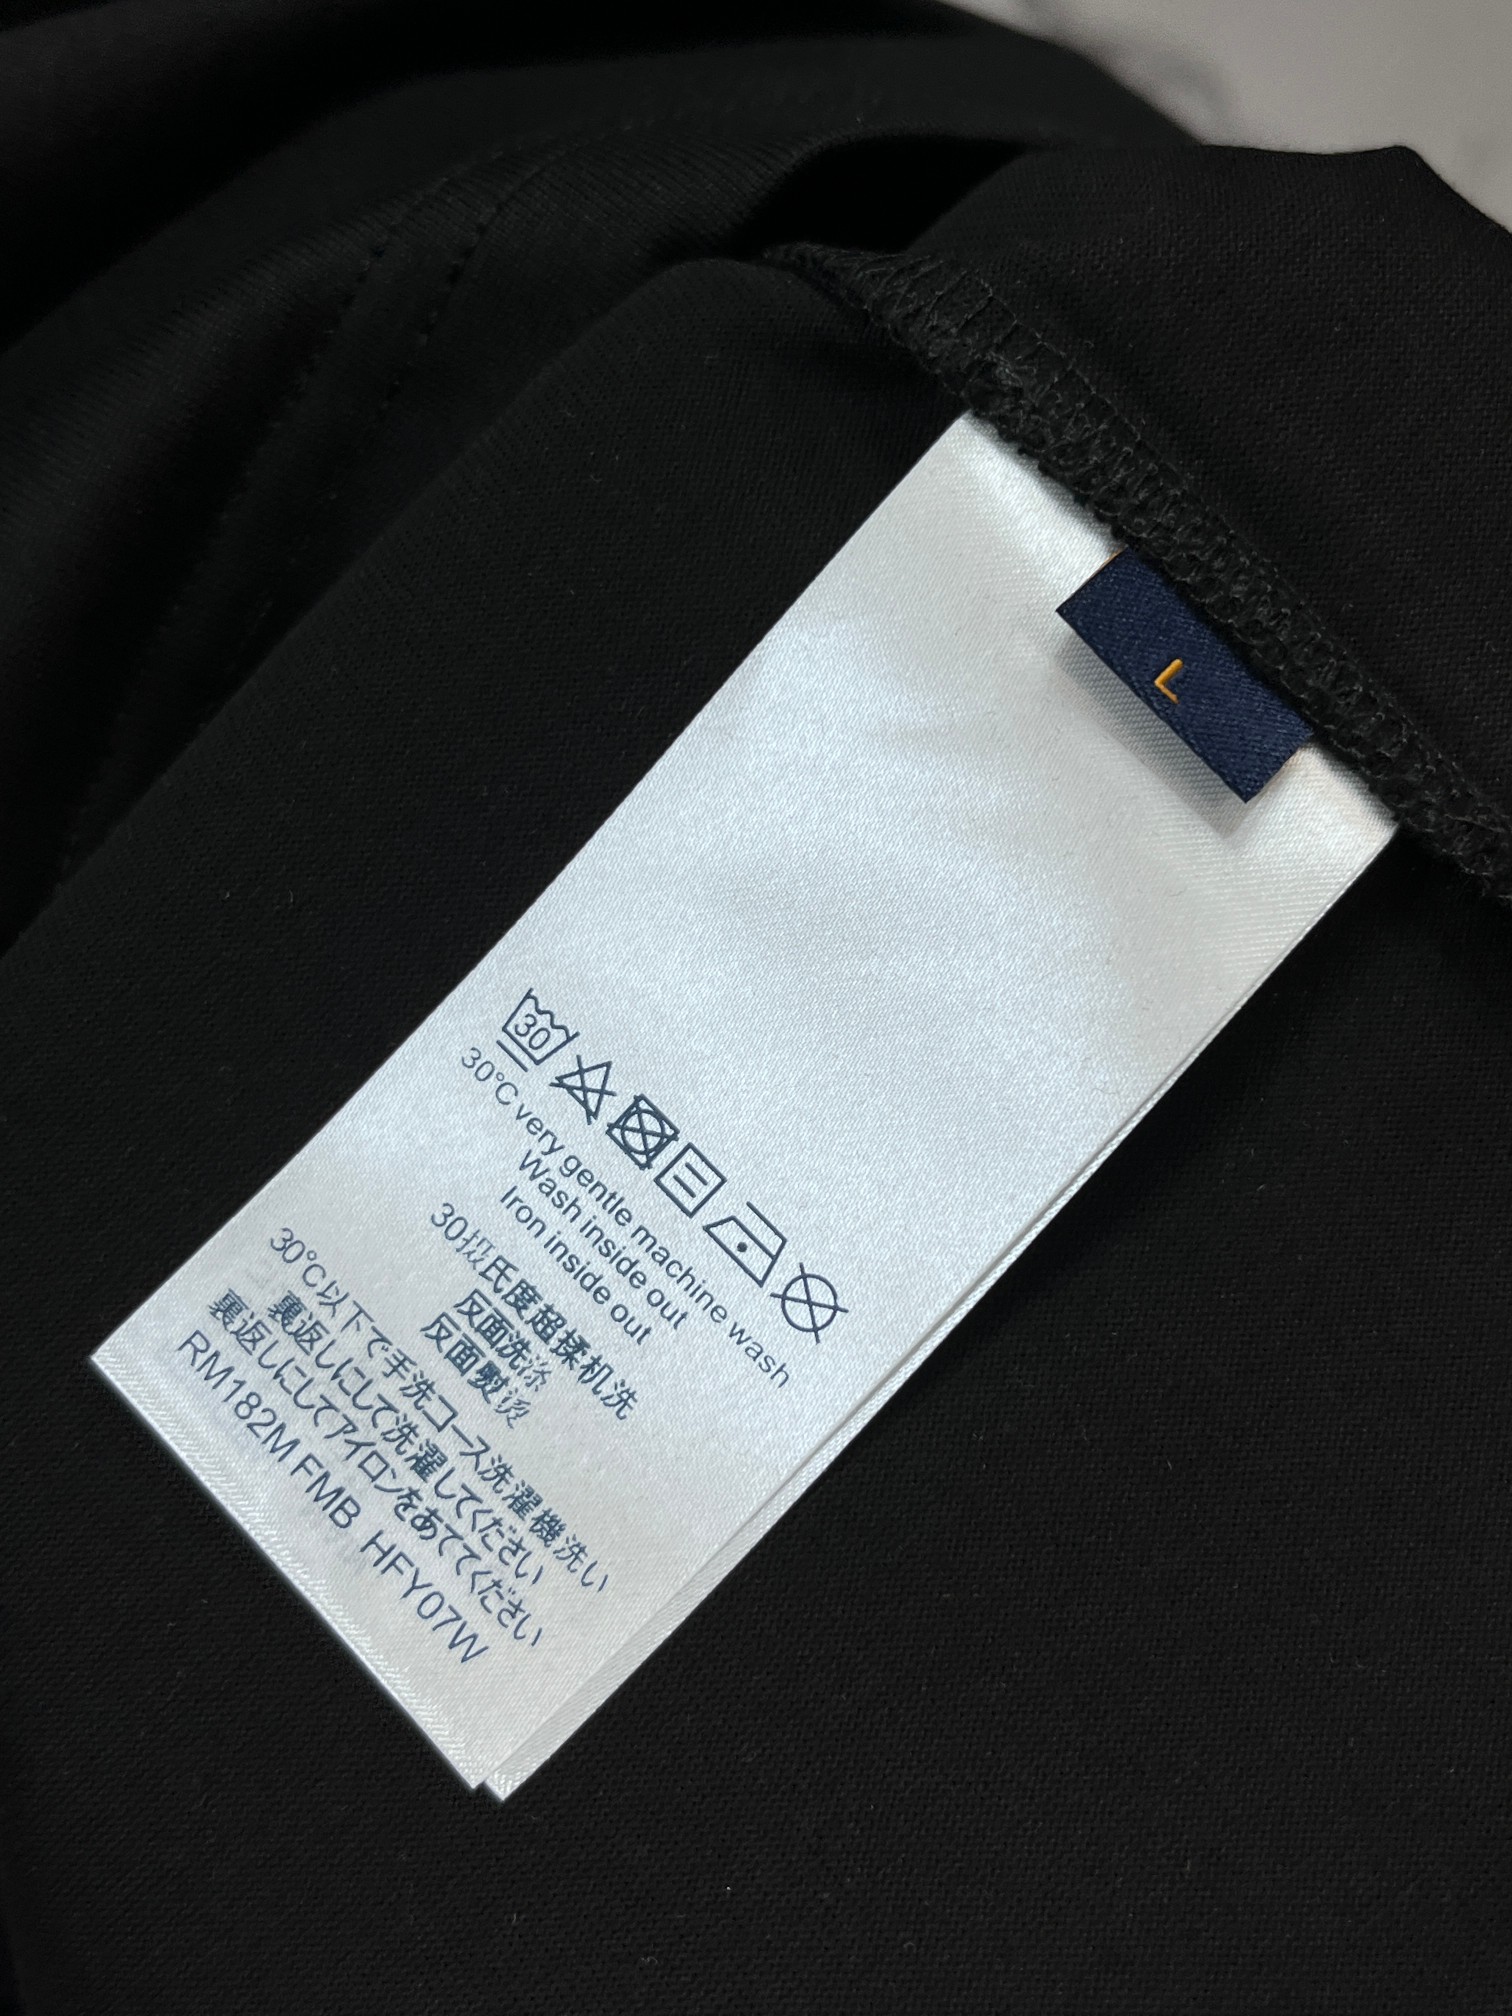 L
30
30°C very gentle machine wash
Wash inside out
Iron inside out
30摄氏度超揉机洗
反面洗涤
反面熨烫
30°C以下で手洗コース洗濯機洗い
裏返しにして洗濯してください
裏返しにしてアイロンをあててください
RM182M FMB HFY07W